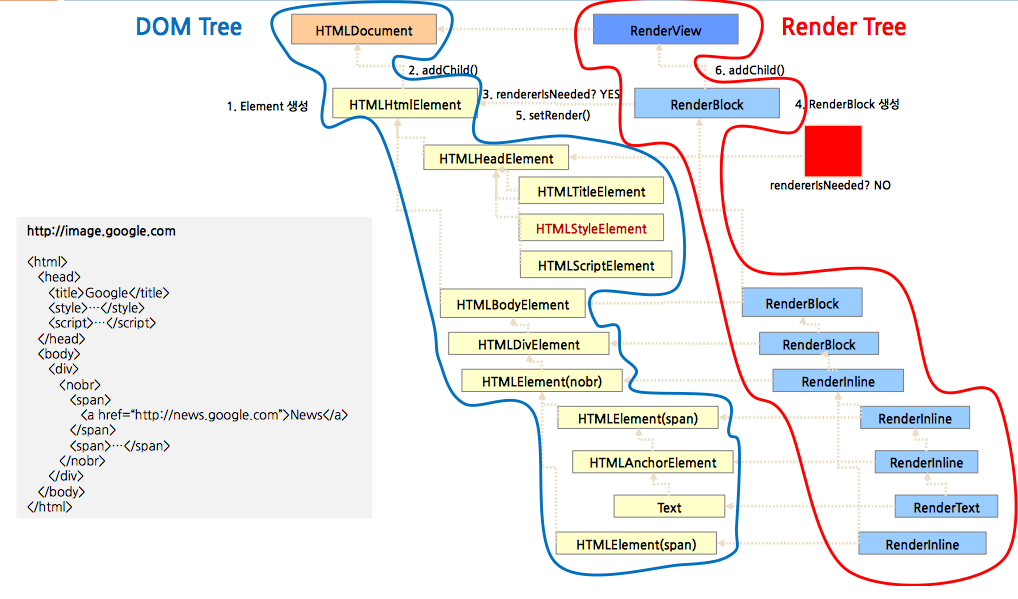 DOM Tree
Render Tree
HTMLDocument
RenderView
2. addChild()
6. addChild()
1. Element 생성
HTMLHtmlElement
3. rendererIsNeeded? YES
5. setRender()
RenderBlock
4. RenderBlock 생성
HTMLHeadElement
rendererIsNeeded? NO
HTMLTitleElement
HTMLStyleElement
HTMLScriptElement
HTMLBodyElement
RenderBlock
HTMLDivElement
RenderBlock
HTMLElement(nobr)
RenderInline
HTMLElement(span)
RenderInline
HTMLAnchorElement
RenderInline
Text
RenderText
HTMLElement(span)
RenderInline
http://image.google.com
<html>
<head>
<title>Google</title>
<style>…</style>
<script>…</script>
</head>
<body>
<div>
<nobr>
<span>
<a href="http://news.google.com">News</a>
</span>
<span>…</span>
</nobr>
</div>
</body>
</html>